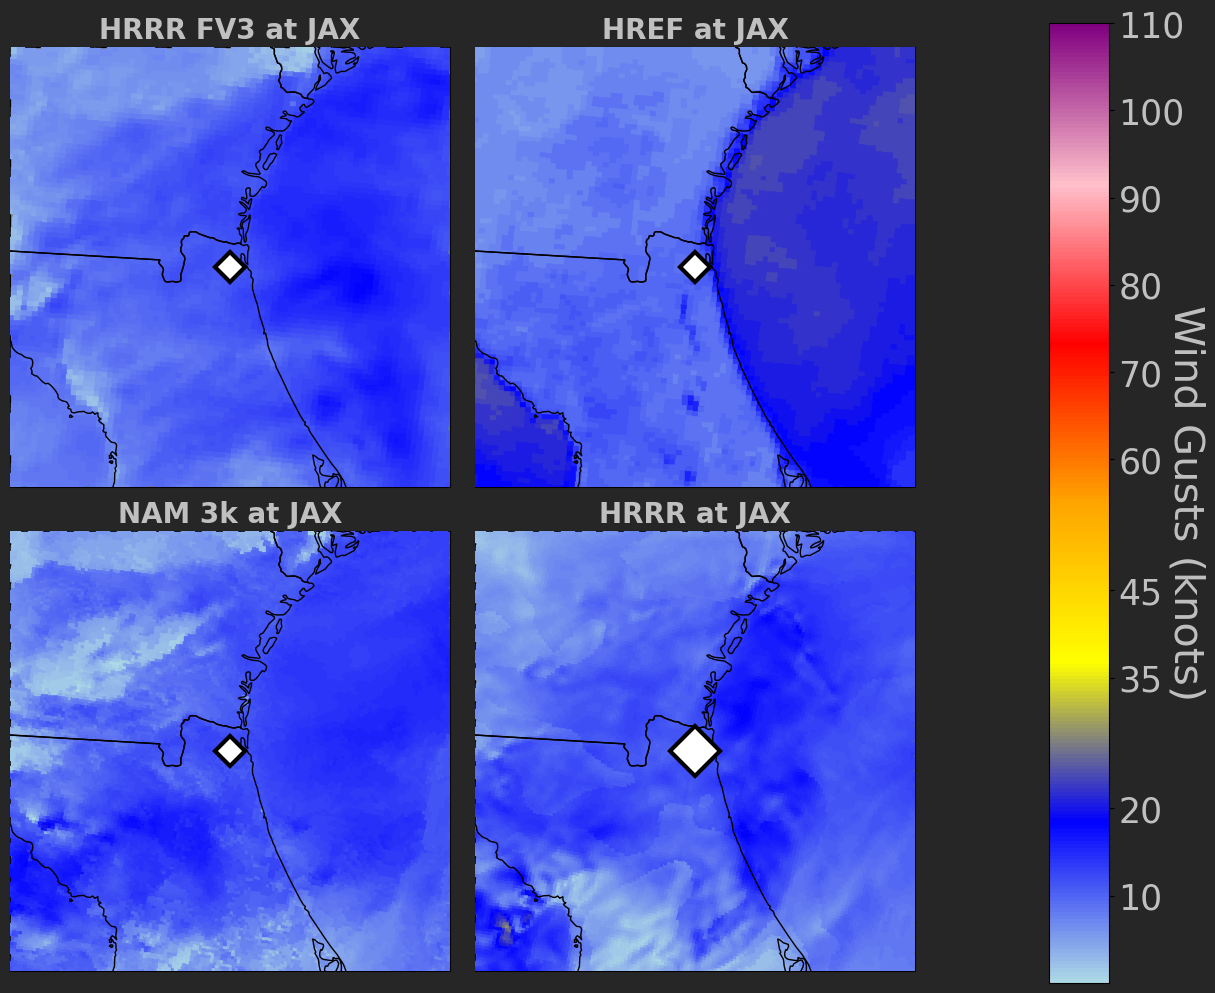 HRRR FV3 at JAX
HREF at JAX
NAM 3k at JAX
HRRR at JAX
110
100
90
80
70
60
45
35
20
10
Wind Gusts (knots)